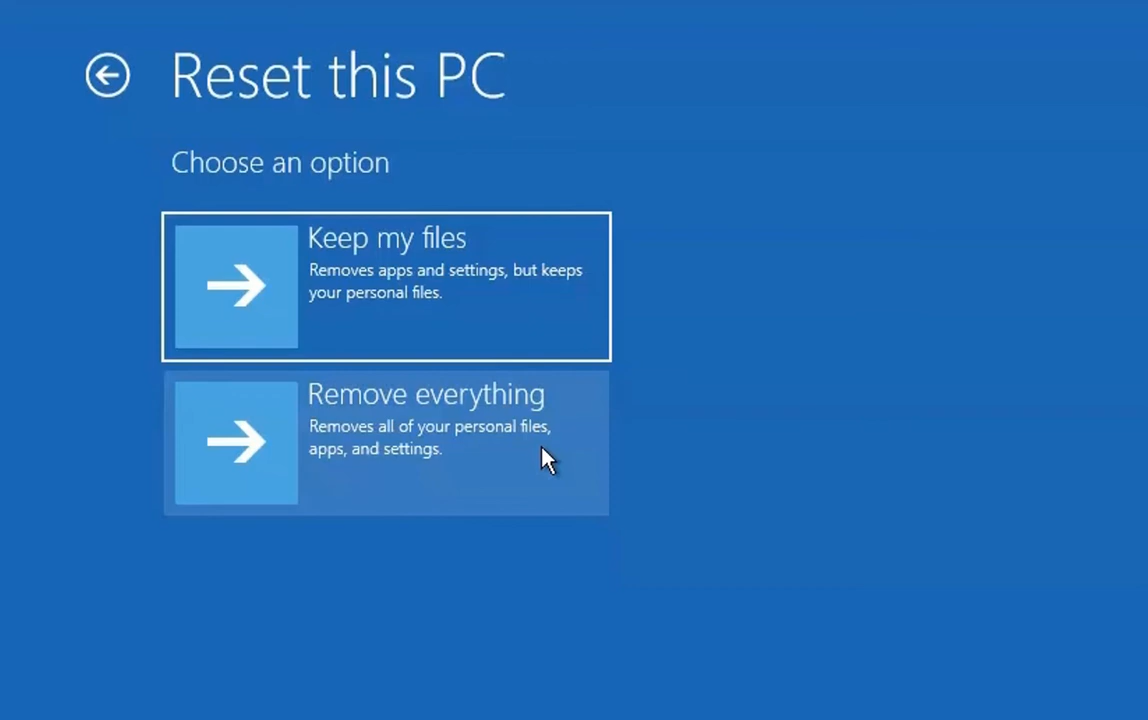 Reset this PC
Choose an option
Keep my files
Removes apps and settings, but keeps
your personal files.
Remove everything
Removes all of your personal files,
apps, and settings.